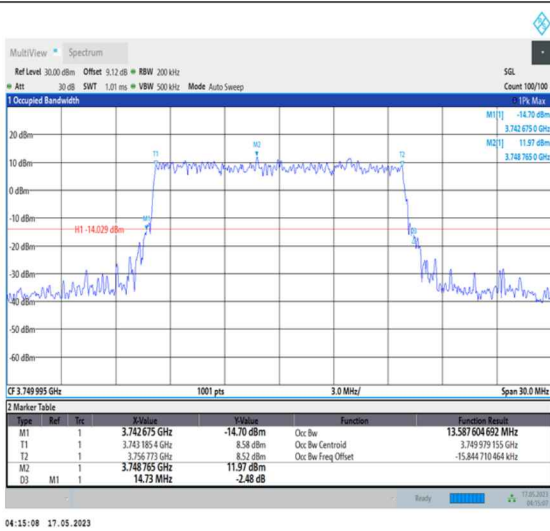 MultiView Spectrum
Ref Level 30.00 dBm Offset 9.12 dB RBW 200 kHz SGL
Att 30 dB SWT 1.01 ms VBW 500 kHz Mode Auto Sweep Count 100/100
1 Occupied Bandwidth 1Pk Max
M1[1] -14.70 dBm
3.742 675 0 GHz
M2[1] 11.97 dBm
3.748 765 0 GHz
20 dBm
M2
T1
T2
10 dBm
0 dBm
-10 dBm
M1
H1 -14.029 dBm
D3
-20 dBm
-30 dBm
-40 dBm
-50 dBm
-60 dBm
CF 3.749 995 GHz 1001 pts 3.0 MHz/ Span 30.0 MHz
2 Marker Table
Type Ref Trc X-Value Y-Value Function Function Result
M1 1 3.742 675 GHz -14.70 dBm Occ Bw 13.587 604 692 MHz
T1 1 3.743 185 4 GHz 8.58 dBm Occ Bw Centroid 3.749 979 155 GHz
T2 1 3.756 773 GHz 8.52 dBm Occ Bw Freq Offset -15.844 710 464 kHz
M2 1 3.748 765 GHz 11.97 dBm
D3 M1 1 14.73 MHz -2.48 dB
Ready 17.05.2023
04:15:07
04:15:08 17.05.2023